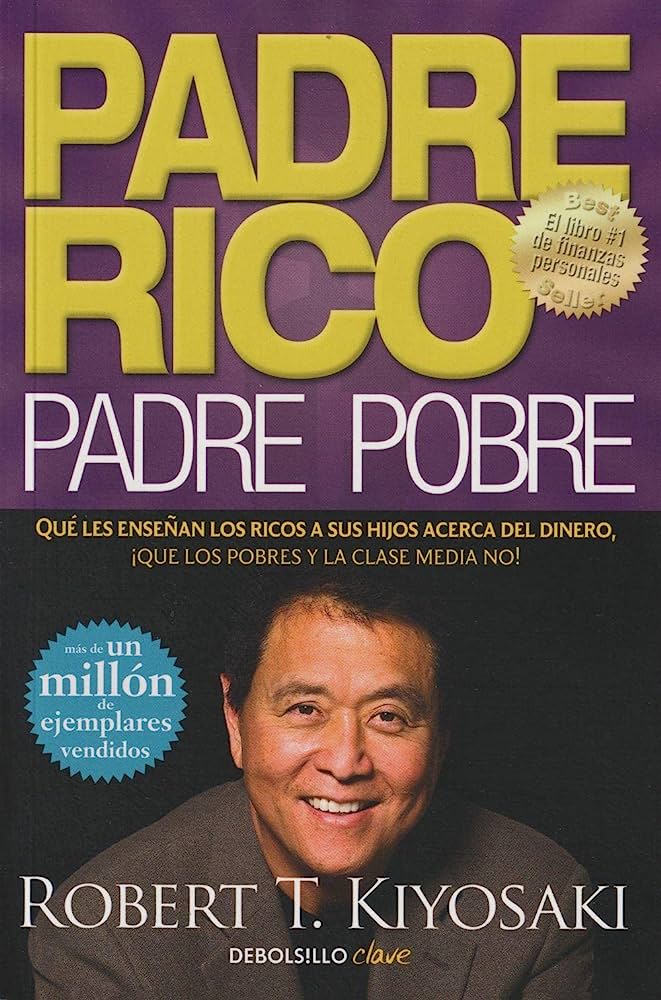 PADRE
RICO
Best
El libro #1
de finanzas
personales
Seller
PADRE POBRE
QUÉ LES ENSEÑAN LOS RICOS A SUS HIJOS ACERCA DEL DINERO,
¡QUE LOS POBRES Y LA CLASE MEDIA NO!
más de un
millón
de
ejemplares
vendidos
ROBERT T. KIYOSAKI
DEBOLS!LLO clave